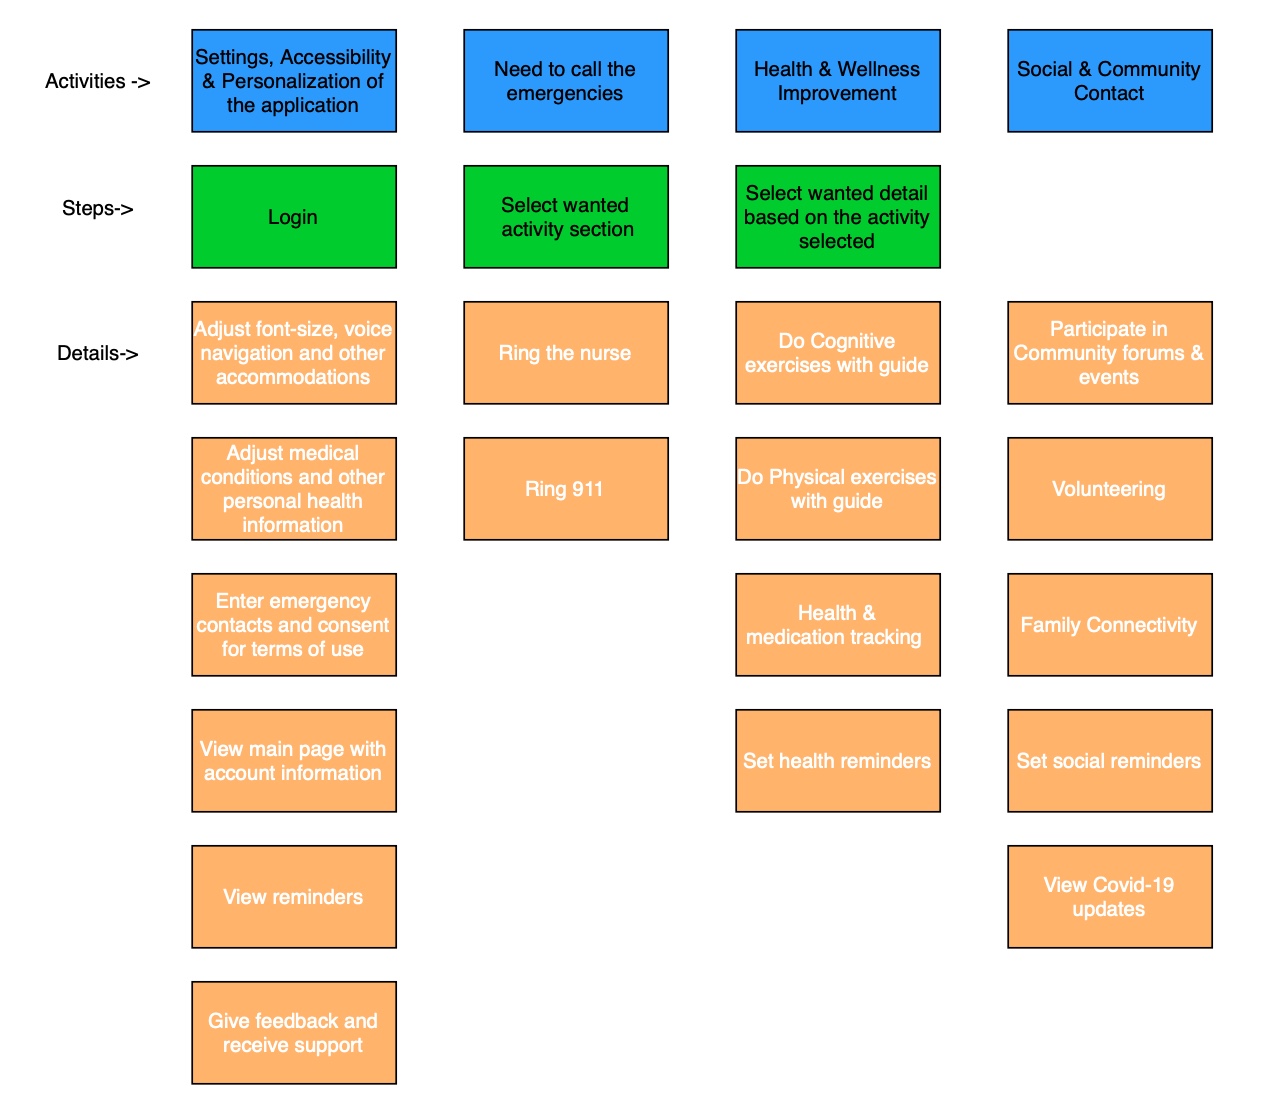 Activities ->
Settings, Accessibility
& Personalization of
the application
Need to call the
emergencies
Health & Wellness
Improvement
Social & Community
Contact
Steps->
Login
Select wanted
activity section
Select wanted detail
based on the activity
selected
Details->
Adjust font-size, voice
navigation and other
accommodations
Ring the nurse
Do Cognitive
exercises with guide
Participate in
Community forums &
events
Adjust medical
conditions and other
personal health
information
Ring 911
Do Physical exercises
with guide
Volunteering
Enter emergency
contacts and consent
for terms of use
Health &
medication tracking
Family Connectivity
View main page with
account information
Set health reminders
Set social reminders
View reminders
View Covid-19
updates
Give feedback and
receive support